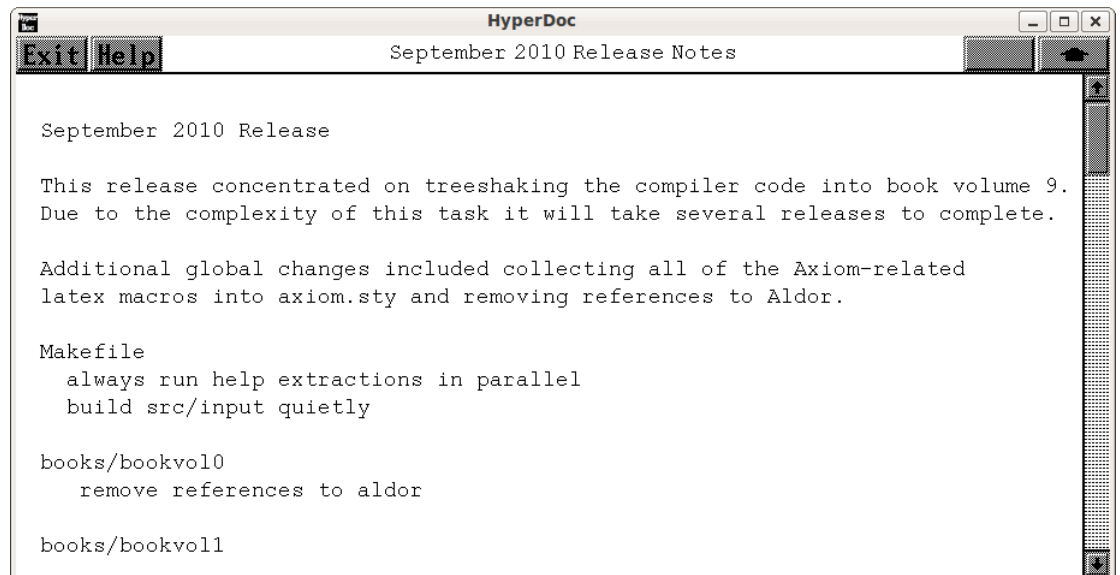 Hyper Doc
HyperDoc
Exit Help September 2010 Release Notes
September 2010 Release
This release concentrated on treeshaking the compiler code into book volume 9.
Due to the complexity of this task it will take several releases to complete.
Additional global changes included collecting all of the Axiom-related
latex macros into axiom.sty and removing references to Aldor.
Makefile
always run help extractions in parallel
build src/input quietly
books/bookvol0
remove references to aldor
books/bookvol1